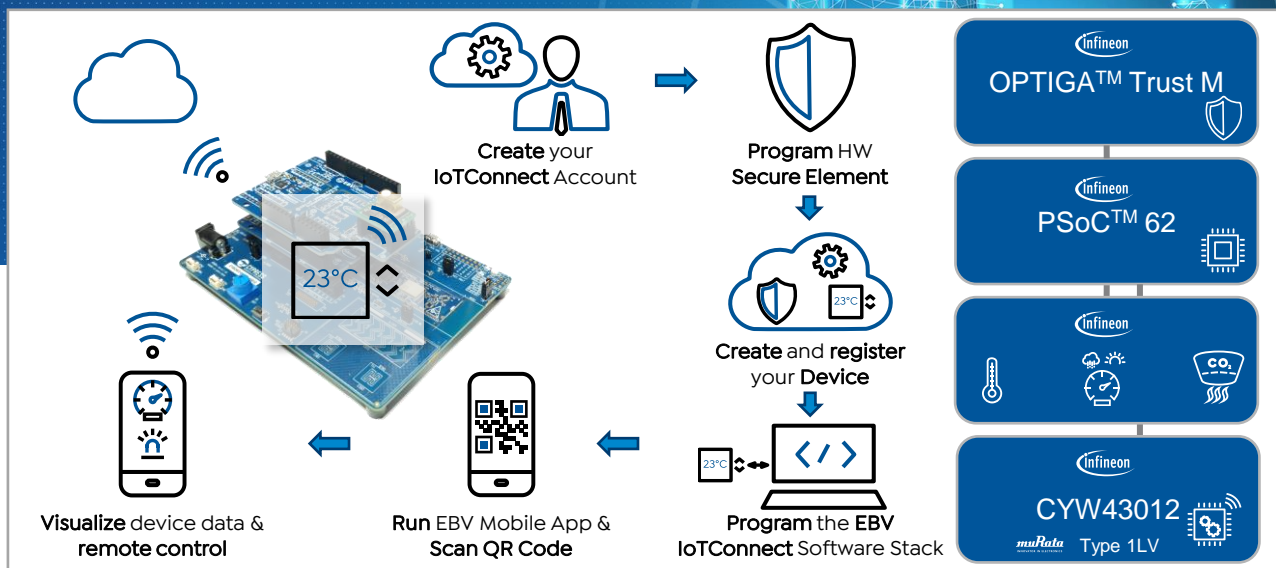 Create your
IoTConnect Account
Program HW
Secure Element
23°C
23°C
Create and register
your Device
23°C
Program the EBV
IoTConnect Software Stack
Run EBV Mobile App &
Scan QR Code
Visualize device data &
remote control
infineon
OPTIGA™ Trust M
infineon
PSoC™ 62
infineon
CO₂
infineon
CYW43012
muRata Type 1LV